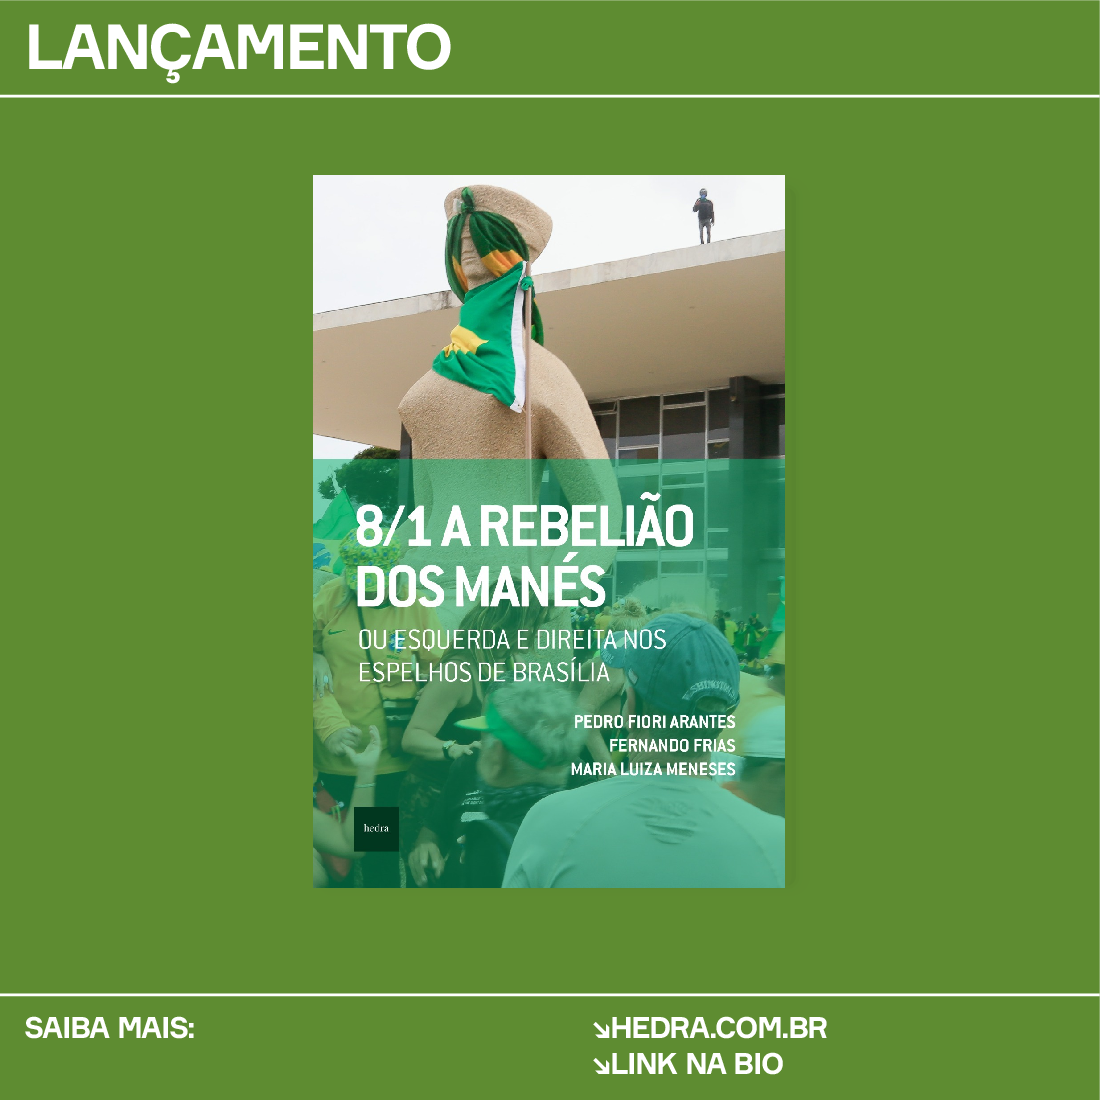 LANÇAMENTO
8/1 A REBELIÃO
DOS MANÉS
OU ESQUERDA E DIREITA NOS
ESPELHOS DE BRASÍLIA
WASHINGTON
PEDRO FIORI ARANTES
FERNANDO FRIAS
MARIA LUIZA MENESES
hedra
SAIBA MAIS:
↘HEDRA.COM.BR
↘LINK NA BIO